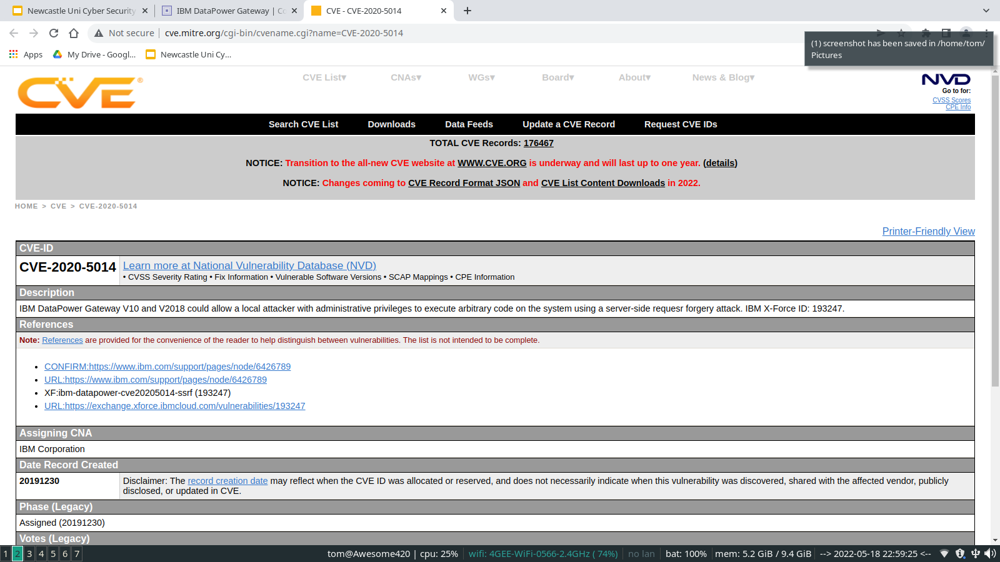 Newcastle Uni Cyber Security
IBM DataPower Gateway | Co
CVE - CVE-2020-5014
Not secure
cve.mitre.org/cgi-bin/cvename.cgi?name=CVE-2020-5014
(1) screenshot has been saved in /home/tom/
Pictures
Apps
My Drive - Googl...
Newcastle Uni Cy...
CVE®
CVE List▾
CNAs▾
WGs▾
Board▾
About▾
News & Blog▾
NVD
Go to for:
CVSS Scores
CPE Info
Search CVE List
Downloads
Data Feeds
Update a CVE Record
Request CVE IDs
TOTAL CVE Records: 176467
NOTICE: Transition to the all-new CVE website at WWW.CVE.ORG is underway and will last up to one year. (details)
NOTICE: Changes coming to CVE Record Format JSON and CVE List Content Downloads in 2022.
HOME > CVE > CVE-2020-5014
Printer-Friendly View
CVE-ID
CVE-2020-5014
Learn more at National Vulnerability Database (NVD)
• CVSS Severity Rating • Fix Information • Vulnerable Software Versions • SCAP Mappings • CPE Information
Description
IBM DataPower Gateway V10 and V2018 could allow a local attacker with administrative privileges to execute arbitrary code on the system using a server-side requesr forgery attack. IBM X-Force ID: 193247.
References
Note: References are provided for the convenience of the reader to help distinguish between vulnerabilities. The list is not intended to be complete.
• CONFIRM:https://www.ibm.com/support/pages/node/6426789
• URL:https://www.ibm.com/support/pages/node/6426789
• XF:ibm-datapower-cve20205014-ssrf (193247)
• URL:https://exchange.xforce.ibmcloud.com/vulnerabilities/193247
Assigning CNA
IBM Corporation
Date Record Created
20191230
Disclaimer: The record creation date may reflect when the CVE ID was allocated or reserved, and does not necessarily indicate when this vulnerability was discovered, shared with the affected vendor, publicly
disclosed, or updated in CVE.
Phase (Legacy)
Assigned (20191230)
Votes (Legacy)
1 2 3 4 5 6 7
tom@Awesome420 | cpu: 25%
wifi: 4GEE-WiFi-0566-2.4GHz ( 74%)
no lan
bat: 100%
mem: 5.2 GiB / 9.4 GiB
--> 2022-05-18 22:59:25 <--